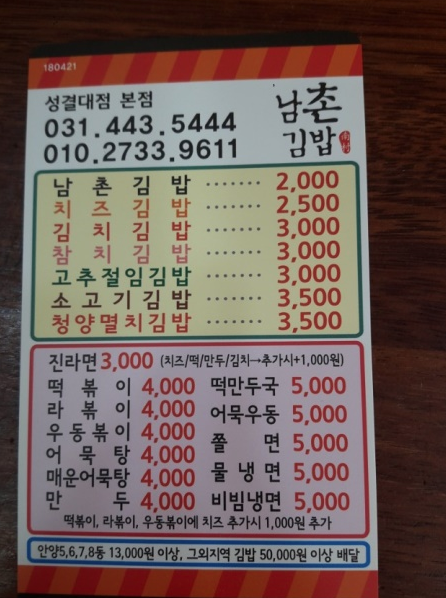 180421
성결대점 본점
031.443.5444
010.2733.9611
남촌
김밥
남촌김밥 ······· 2,000
치즈김밥 ······· 2,500
김치김밥 ······· 3,000
참치김밥 ······· 3,000
고추절임김밥 ······· 3,000
소고기김밥 ······· 3,500
청양멸치김밥 ······· 3,500
진라면 3,000 (치즈/떡/만두/김치→추가시+1,000원)
떡볶이 4,000 떡만두국 5,000
라볶이 4,000 어묵우동 5,000
우동볶이 4,000 쫄면 5,000
어묵탕 4,000 물냉면 5,000
매운어묵탕 4,000 비빔냉면 5,000
만두 4,000
떡볶이, 라볶이, 우동볶이에 치즈 추가시 1,000원 추가
안양5,6,7,8동 13,000원 이상, 그외지역 김밥 50,000원 이상 배달